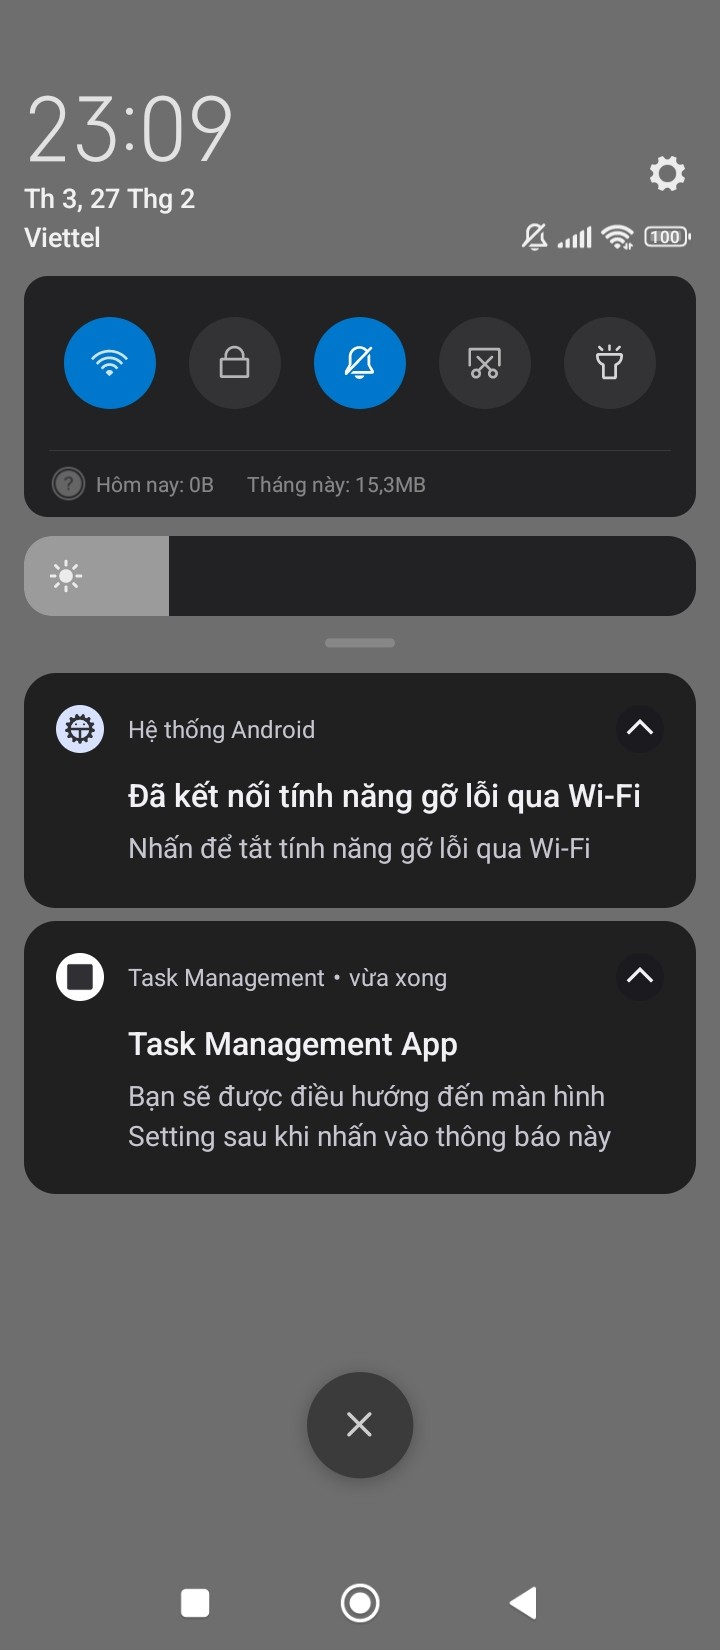 23:09
Th 3, 27 Thg 2
Viettel
100
Hôm nay: 0B Tháng này: 15,3MB
Hệ thống Android
Đã kết nối tính năng gỡ lỗi qua Wi-Fi
Nhấn để tắt tính năng gỡ lỗi qua Wi-Fi
Task Management • vừa xong
Task Management App
Bạn sẽ được điều hướng đến màn hình
Setting sau khi nhấn vào thông báo này